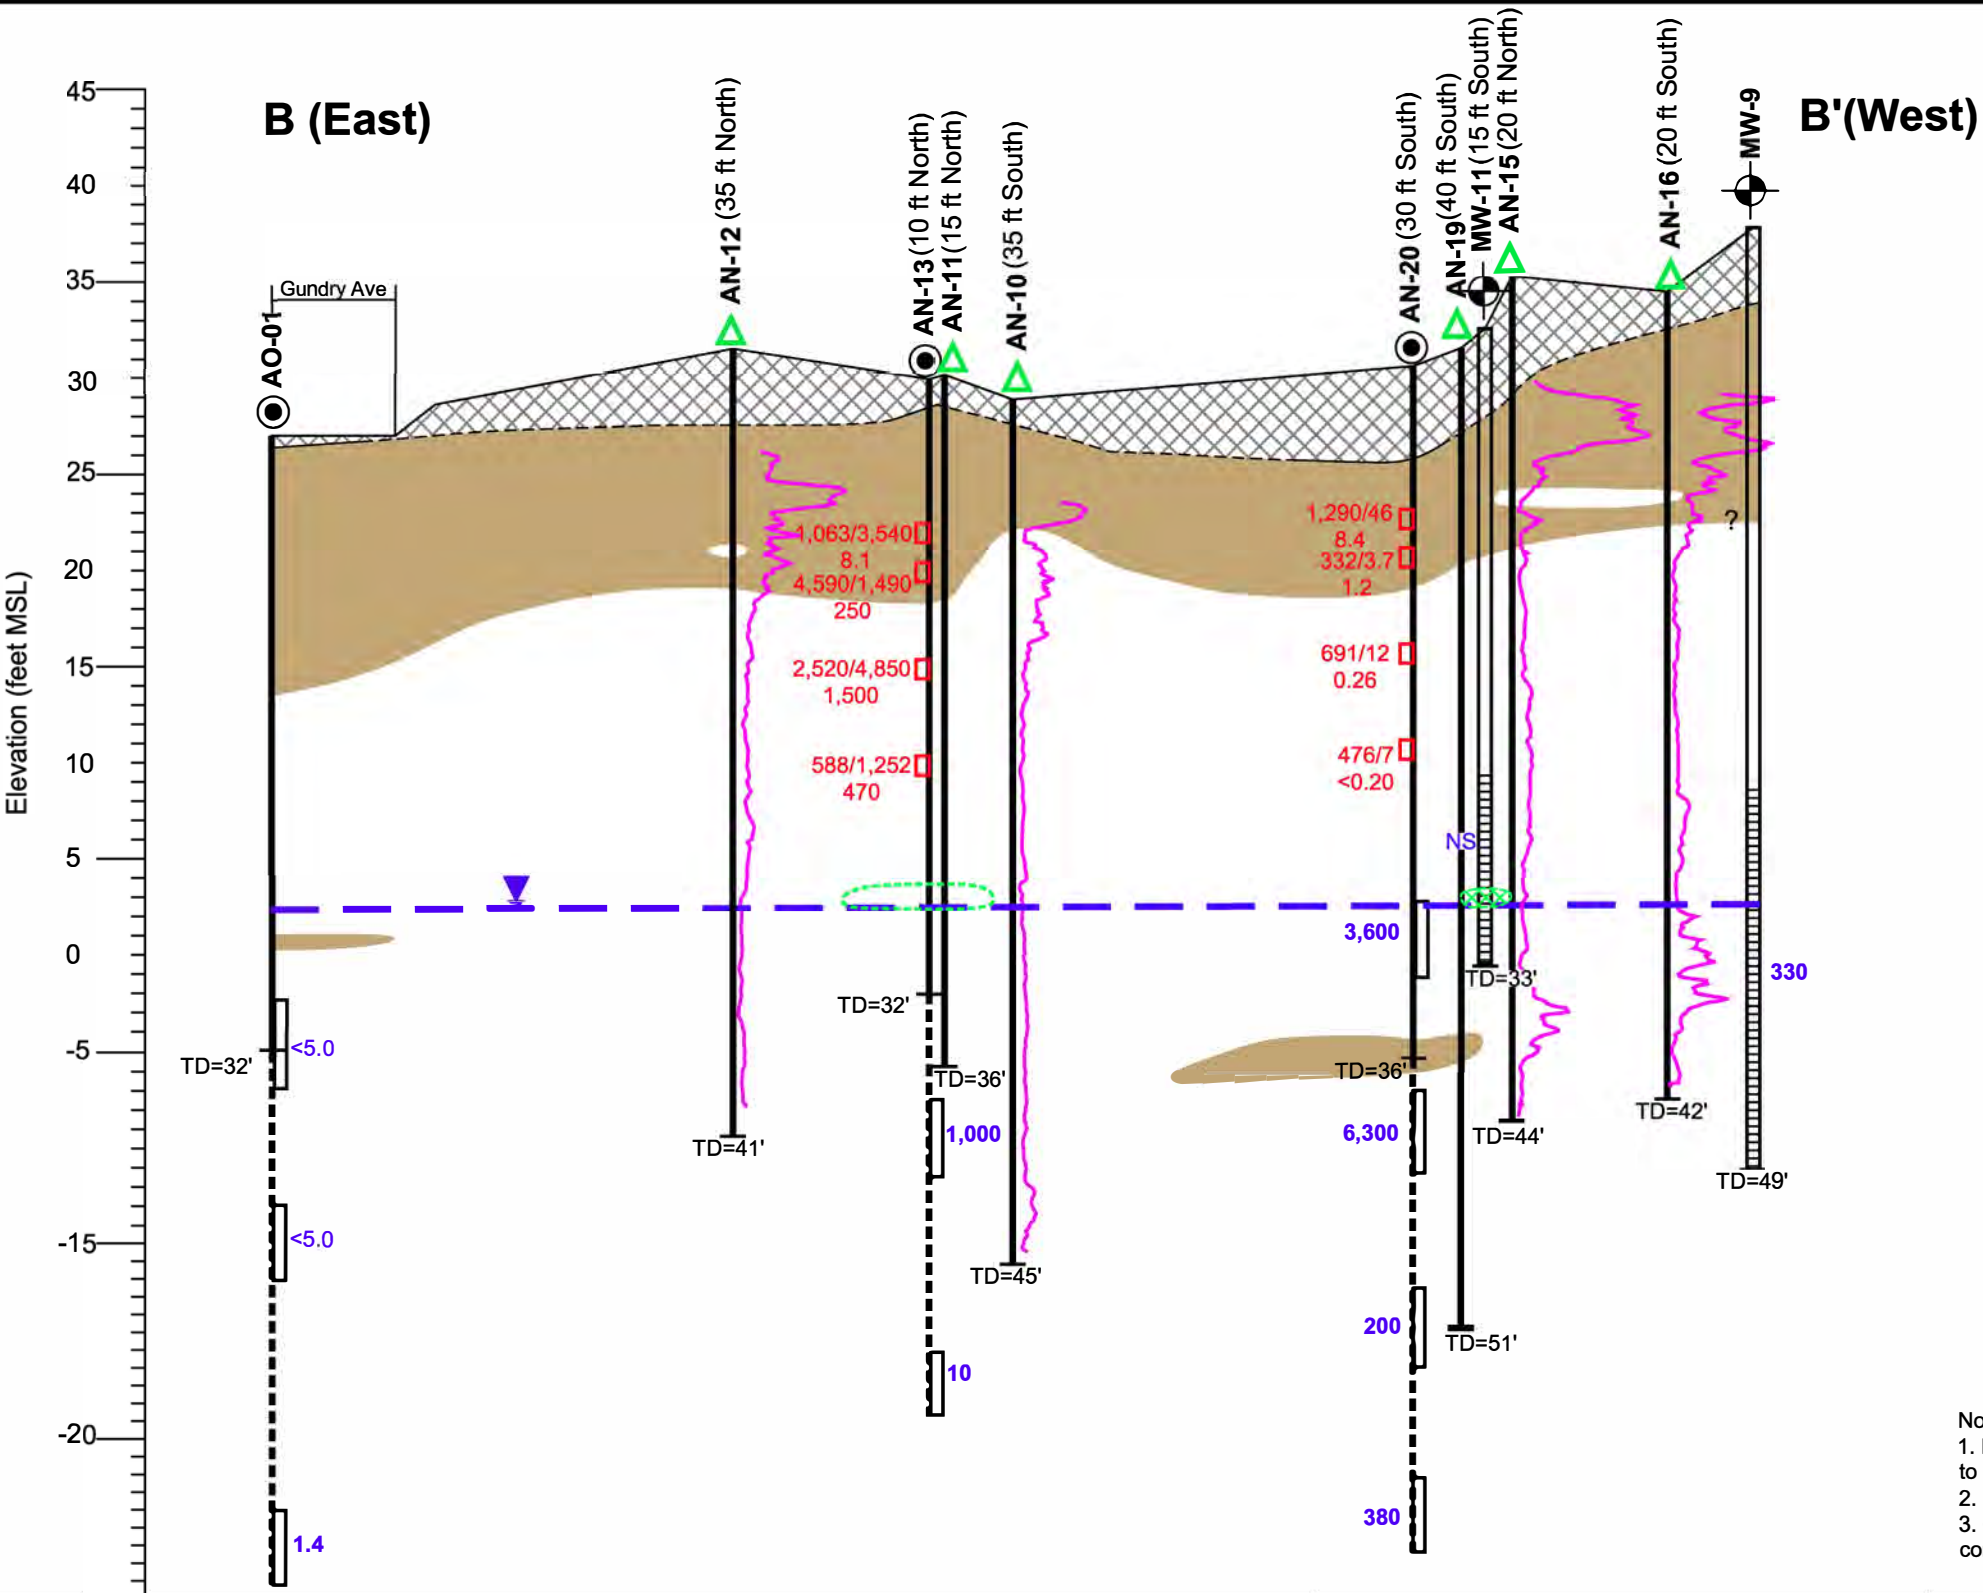 B (East)
B'(West)
Elevation (feet MSL)
45
40
35
30
25
20
15
10
5
0
-5
-15
-20
Gundry Ave
AO-01
AN-12 (35 ft North)
AN-13 (10 ft North)
AN-11 (15 ft North)
AN-10 (35 ft South)
AN-20 (30 ft South)
AN-19 (40 ft South)
MW-11 (15 ft South)
AN-15 (20 ft North)
AN-16 (20 ft South)
MW-9
1,063/3,540
8.1
4,590/1,490
250
2,520/4,850
1,500
588/1,252
470
1,290/46
8.4
332/3.7
1.2
691/12
0.26
476/7
<0.20
?
NS
3,600
330
TD=33'
TD=32'
<5.0
TD=32'
TD=36'
TD=36'
TD=41'
1,000
6,300
TD=44'
TD=42'
TD=49'
<5.0
TD=45'
200
TD=51'
10
380
1.4
No
1.
to
2.
3.
co